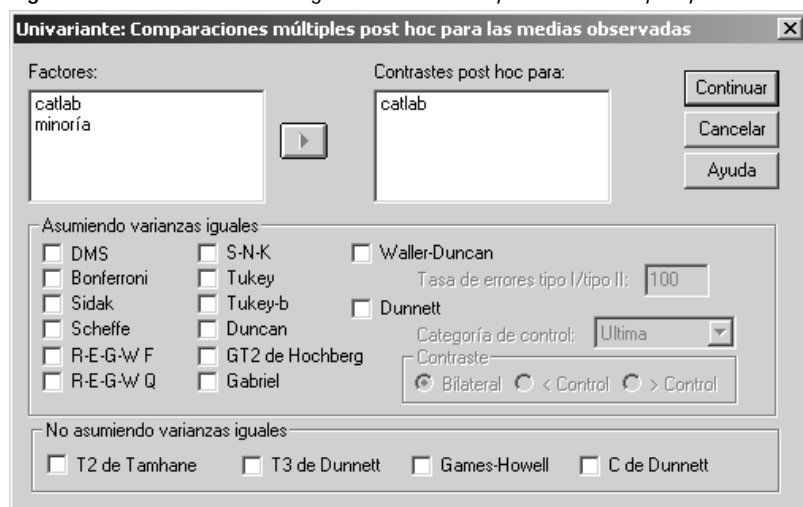 Univariante: Comparaciones múltiples post hoc para las medias observadas
Factores:
catlab
minoría
Contrastes post hoc para:
catlab
Continuar
Cancelar
Ayuda
Asumiendo varianzas iguales
DMS
Bonferroni
Sidak
Scheffe
R-E-G-W F
R-E-G-W Q
S-N-K
Tukey
Tukey-b
Duncan
GT2 de Hochberg
Gabriel
Waller-Duncan
Tasa de errores tipo I/tipo II: 100
Dunnett
Categoría de control: Ultima
Contraste
Bilateral < Control > Control
No asumiendo varianzas iguales
T2 de Tamhane T3 de Dunnett Games-Howell C de Dunnett